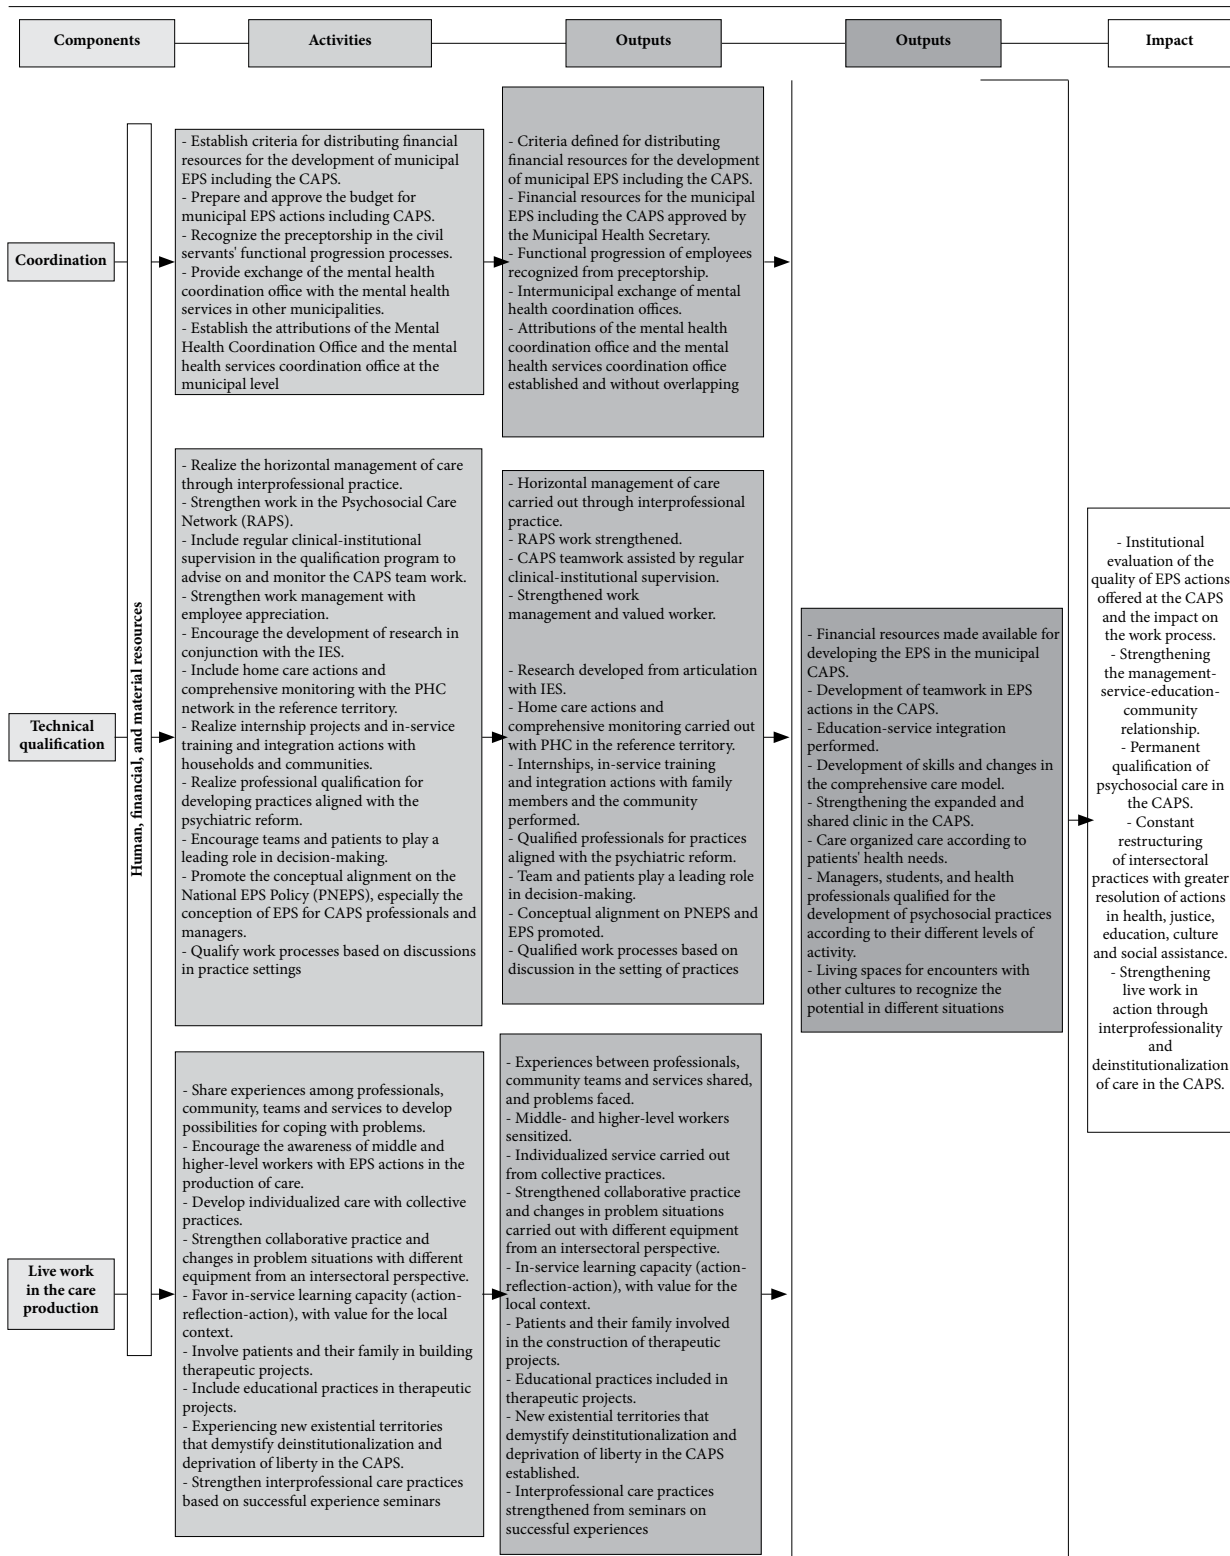 Components
Activities
Outputs
Outputs
Impact
Human, financial, and material resources
Coordination
- Establish criteria for distributing financial
resources for the development of municipal
EPS including the CAPS.
- Prepare and approve the budget for
municipal EPS actions including CAPS.
- Recognize the preceptorship in the civil
servants' functional progression processes.
- Provide exchange of the mental health
coordination office with the mental health
services in other municipalities.
- Establish the attributions of the Mental
Health Coordination Office and the mental
health services coordination office at the
municipal level
- Criteria defined for distributing
financial resources for the development
of municipal EPS including the CAPS.
- Financial resources for the municipal
EPS including the CAPS approved by
the Municipal Health Secretary.
- Functional progression of employees
recognized from preceptorship.
- Intermunicipal exchange of mental
health coordination offices.
- Attributions of the mental health
coordination office and the mental
health services coordination office
established and without overlapping
Technical
qualification
- Realize the horizontal management of care
through interprofessional practice.
- Strengthen work in the Psychosocial Care
Network (RAPS).
- Include regular clinical-institutional
supervision in the qualification program to
advise on and monitor the CAPS team work.
- Strengthen work management with
employee appreciation.
- Encourage the development of research in
conjunction with the IES.
- Include home care actions and
comprehensive monitoring with the PHC
network in the reference territory.
- Realize internship projects and in-service
training and integration actions with
households and communities.
- Realize professional qualification for
developing practices aligned with the
psychiatric reform.
- Encourage teams and patients to play a
leading role in decision-making.
- Promote the conceptual alignment on the
National EPS Policy (PNEPS), especially the
conception of EPS for CAPS professionals and
managers.
- Qualify work processes based on discussions
in practice settings
- Horizontal management of care
carried out through interprofessional
practice.
- RAPS work strengthened.
- CAPS teamwork assisted by regular
clinical-institutional supervision.
- Strengthened work
management and valued worker.
- Research developed from articulation
with IES.
- Home care actions and
comprehensive monitoring carried out
with PHC in the reference territory.
- Internships, in-service training
and integration actions with family
members and the community
performed.
- Qualified professionals for practices
aligned with the psychiatric reform.
- Team and patients play a leading role
in decision-making.
- Conceptual alignment on PNEPS and
EPS promoted.
- Qualified work processes based on
discussion in the setting of practices
Live work
in the care
production
- Share experiences among professionals,
community, teams and services to develop
possibilities for coping with problems.
- Encourage the awareness of middle and
higher-level workers with EPS actions in the
production of care.
- Develop individualized care with collective
practices.
- Strengthen collaborative practice and
changes in problem situations with different
equipment from an intersectoral perspective.
- Favor in-service learning capacity (action-
reflection-action), with value for the local
context.
- Involve patients and their family in building
therapeutic projects.
- Include educational practices in therapeutic
projects.
- Experiencing new existential territories
that demystify deinstitutionalization and
deprivation of liberty in the CAPS.
- Strengthen interprofessional care practices
based on successful experience seminars
- Experiences between professionals,
community teams and services shared,
and problems faced.
- Middle- and higher-level workers
sensitized.
- Individualized service carried out
from collective practices.
- Strengthened collaborative practice
and changes in problem situations
carried out with different equipment
from an intersectoral perspective.
- In-service learning capacity (action-
reflection-action), with value for the
local context.
- Patients and their family involved
in the construction of therapeutic
projects.
- Educational practices included in
therapeutic projects.
- New existential territories that
demystify deinstitutionalization and
deprivation of liberty in the CAPS
established.
- Interprofessional care practices
strengthened from seminars on
successful experiences
- Financial resources made available for
developing the EPS in the municipal
CAPS.
- Development of teamwork in EPS
actions in the CAPS.
- Education-service integration
performed.
- Development of skills and changes in
the comprehensive care model.
- Strengthening the expanded and
shared clinic in the CAPS.
- Care organized care according to
patients' health needs.
- Managers, students, and health
professionals qualified for the
development of psychosocial practices
according to their different levels of
activity.
- Living spaces for encounters with
other cultures to recognize the
potential in different situations
- Institutional
evaluation of the
quality of EPS actions
offered at the CAPS
and the impact on
the work process.
- Strengthening
the management-
service-education-
community
relationship.
- Permanent
qualification of
psychosocial care in
the CAPS.
- Constant
restructuring
of intersectoral
practices with greater
resolution of actions
in health, justice,
education, culture
and social assistance.
- Strengthening
live work in
action through
interprofessionality
and
deinstitutionalization
of care in the CAPS.